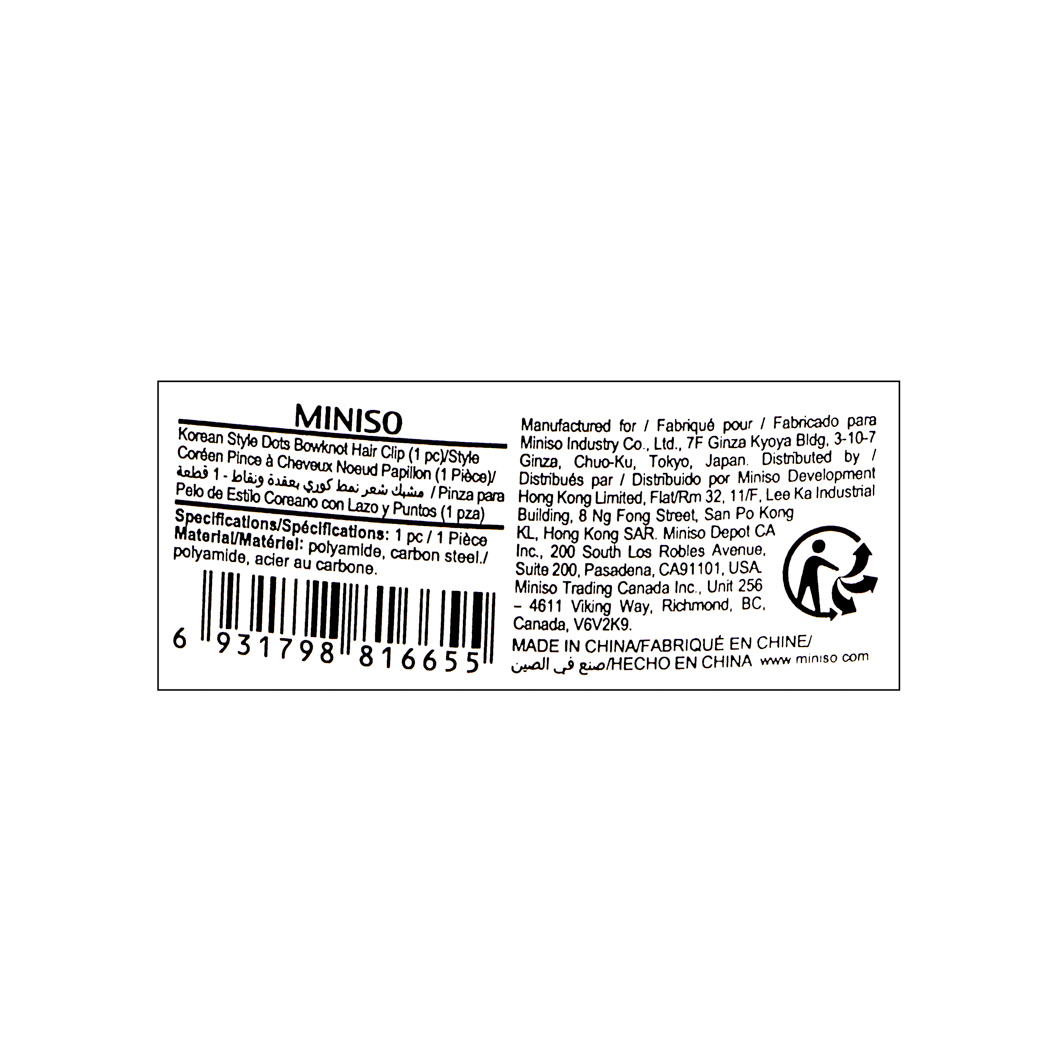 MINISO
Korean Style Dots Bowknot Hair Clip (1 pc)/Style
Coréen Pince à Cheveux Noeud Papillon (1 Pièce)/
مشبك شعر نمط كوري بعقدة ونقاط - 1 قطعة / Pinza para
Pelo de Estilo Coreano con Lazo y Puntos (1 pza)
Specifications/Spécifications: 1 pc / 1 Pièce
Material/Matériel: polyamide, carbon steel./
polyamide, acier au carbone.
6 931798 816655
Manufactured for / Fabriqué pour / Fabricado para
Miniso Industry Co., Ltd., 7F Ginza Kyoya Bldg, 3-10-7
Ginza, Chuo-Ku, Tokyo, Japan. Distributed by /
Distribués par / Distribuido por Miniso Development
Hong Kong Limited, Flat/Rm 32, 11/F, Lee Ka Industrial
Building, 8 Ng Fong Street, San Po Kong
KL, Hong Kong SAR. Miniso Depot CA
Inc., 200 South Los Robles Avenue,
Suite 200, Pasadena, CA91101, USA.
Miniso Trading Canada Inc., Unit 256
– 4611 Viking Way, Richmond, BC,
Canada, V6V2K9.
MADE IN CHINA/FABRIQUÉ EN CHINE/
صنع في الصين/HECHO EN CHINA www miniso com